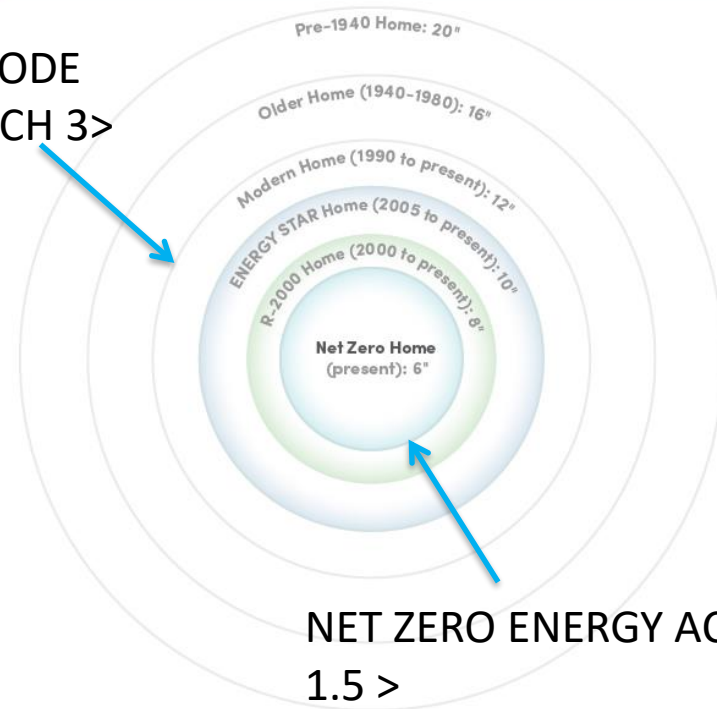 Pre-1940 Home: 20"
ODE
Older Home (1940-1980): 16"
CH 3>
Modern Home (1990 to present): 12"
ENERGY STAR Home (2005 to present): 10"
R-2000 Home (2000 to present): 8"
Net Zero Home
(present): 6"
NET ZERO ENERGY AC
1.5 >